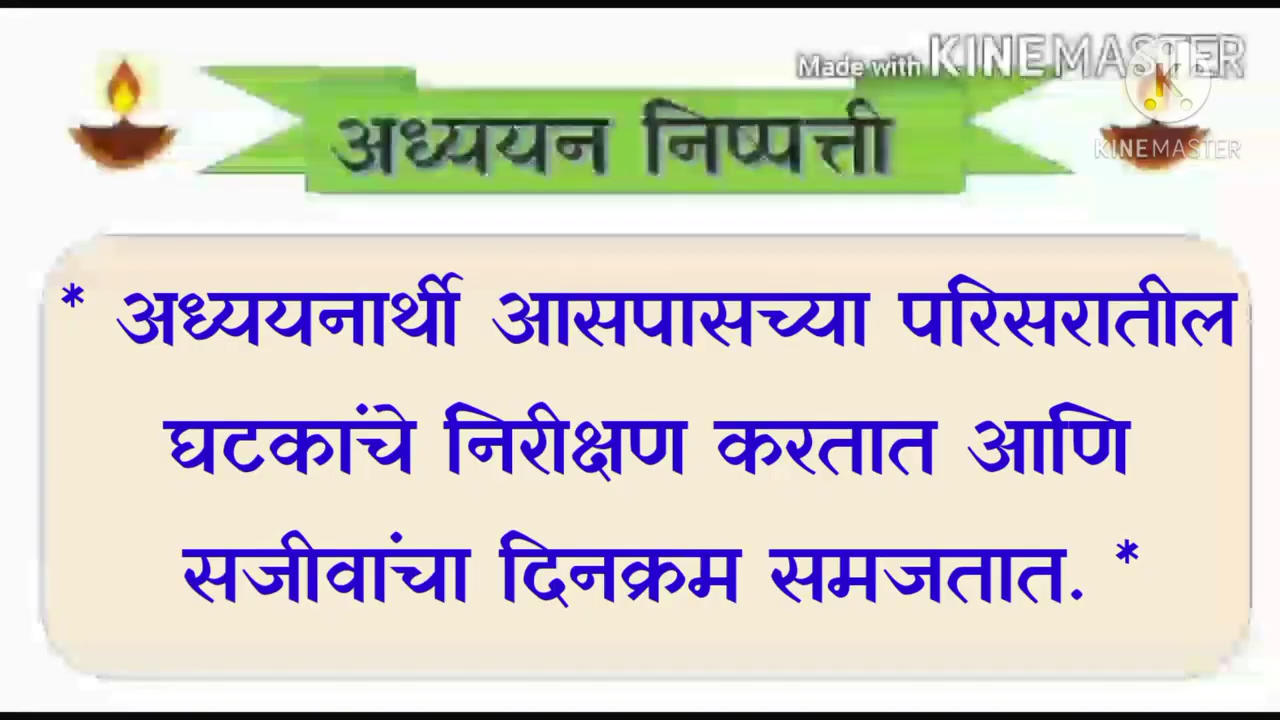 Made with KINEMASTER
KINEMASTER
अध्ययन निष्पत्ती
* अध्ययनार्थी आसपासच्या परिसरातील
घटकांचे निरीक्षण करतात आणि
सजीवांचा दिनक्रम समजतात. *